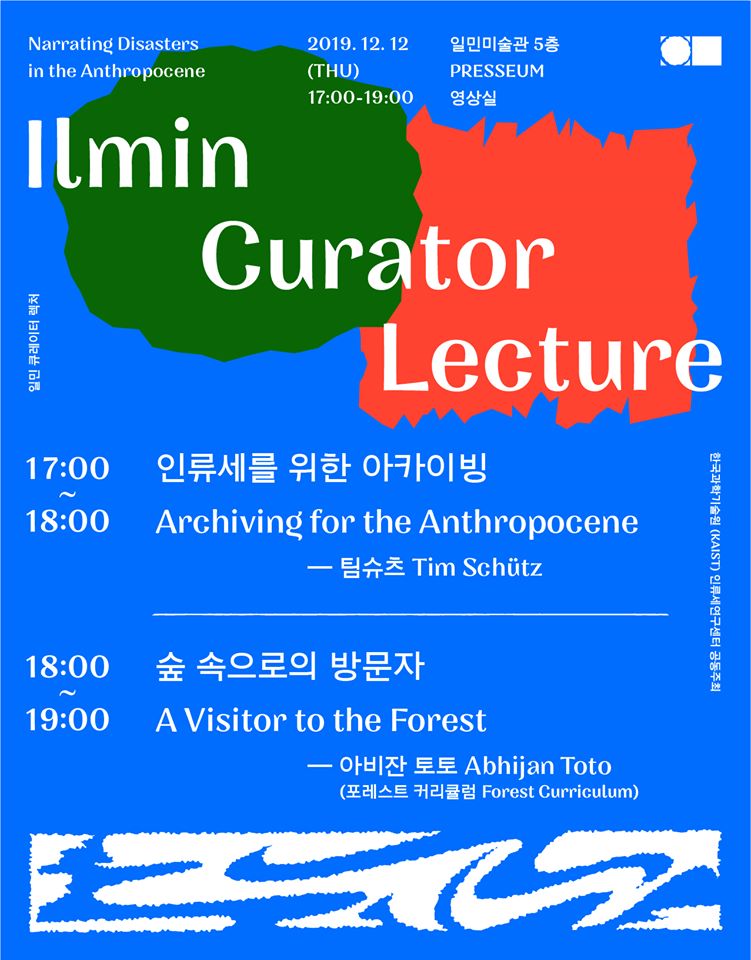 Narrating Disasters
in the Anthropocene
2019. 12. 12
(THU)
17:00-19:00
일민미술관 5층
PRESSEUM
영상실
Ilmin
Curator
Lecture
일민 큐레이터 렉처
17:00
~
18:00
인류세를 위한 아카이빙
Archiving for the Anthropocene
— 팀슈츠 Tim Schütz
한국과학기술원 (KAIST) 인류세연구센터 공동주최
18:00
~
19:00
숲 속으로의 방문자
A Visitor to the Forest
— 아비잔 토토 Abhijan Toto
(포레스트 커리큘럼 Forest Curriculum)